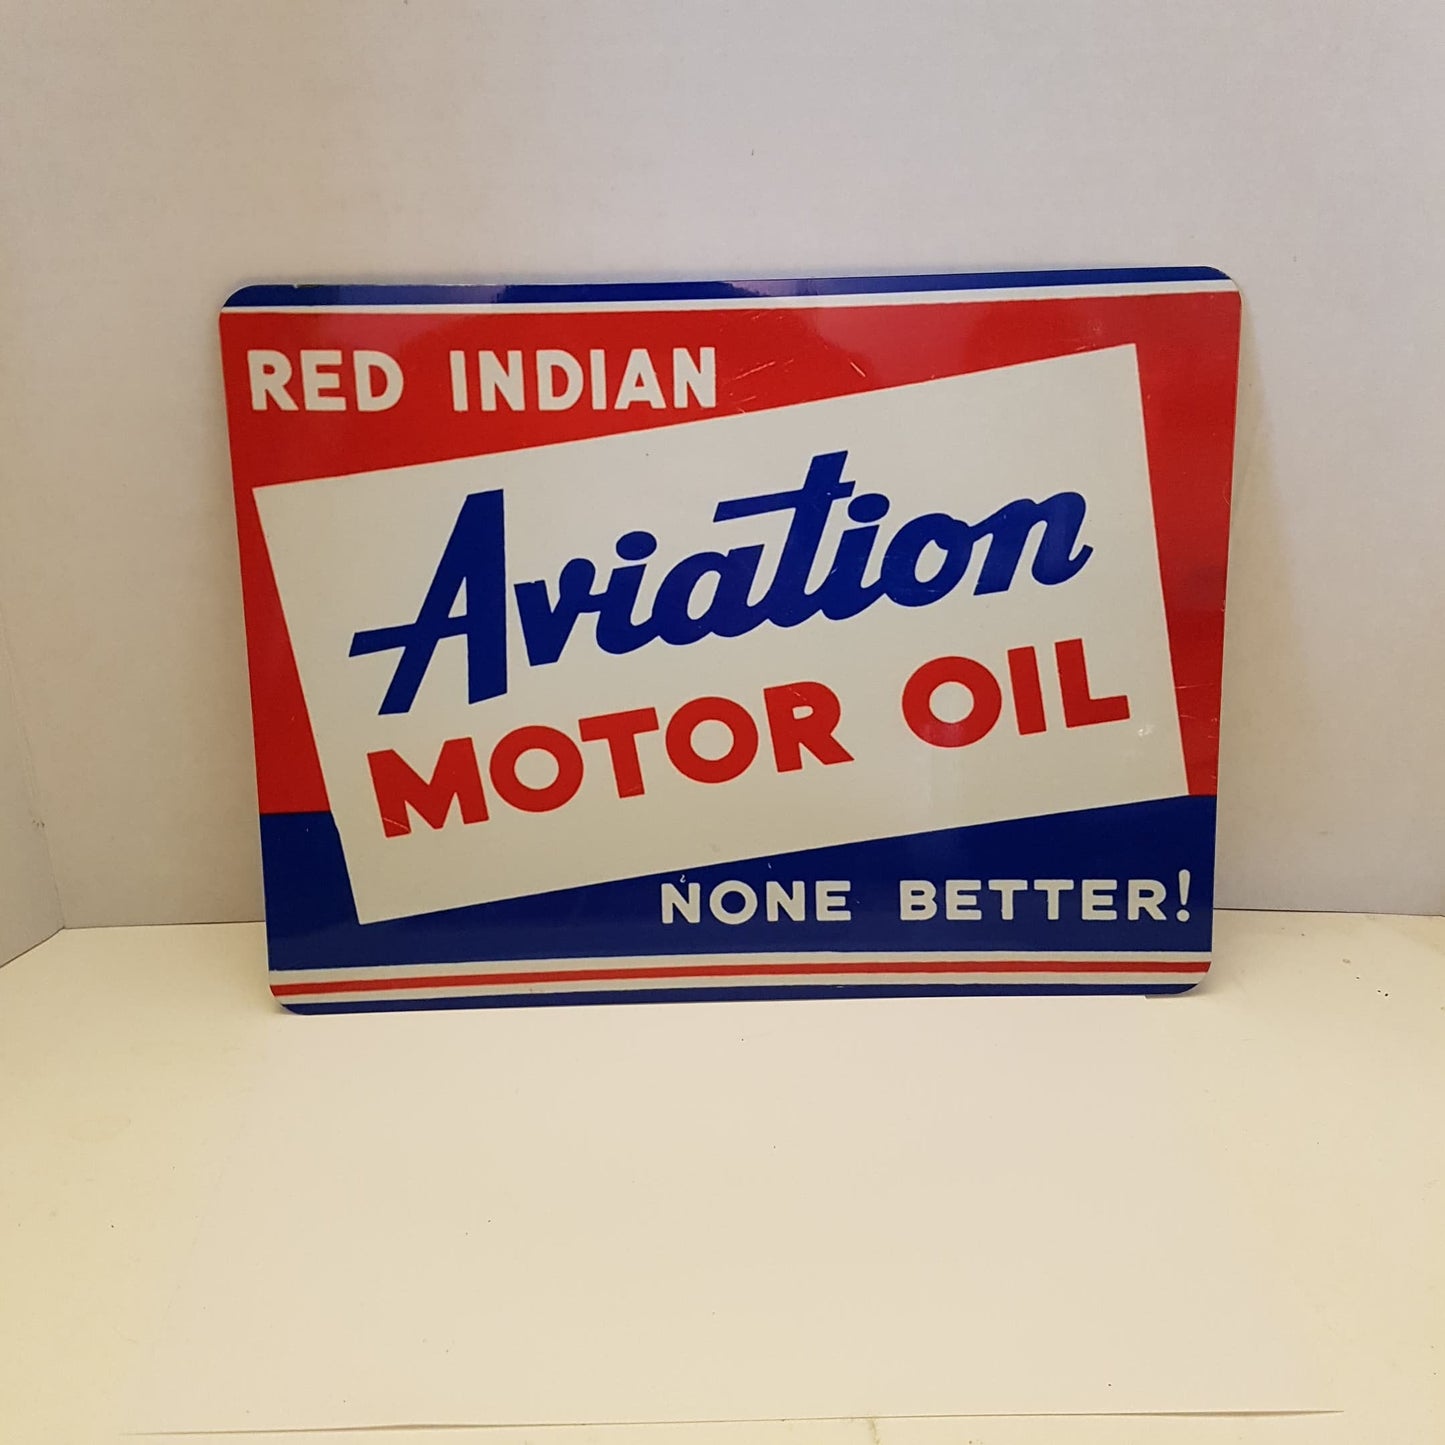 RED INDIAN
Aviation
MOTOR OIL
NONE BETTER!